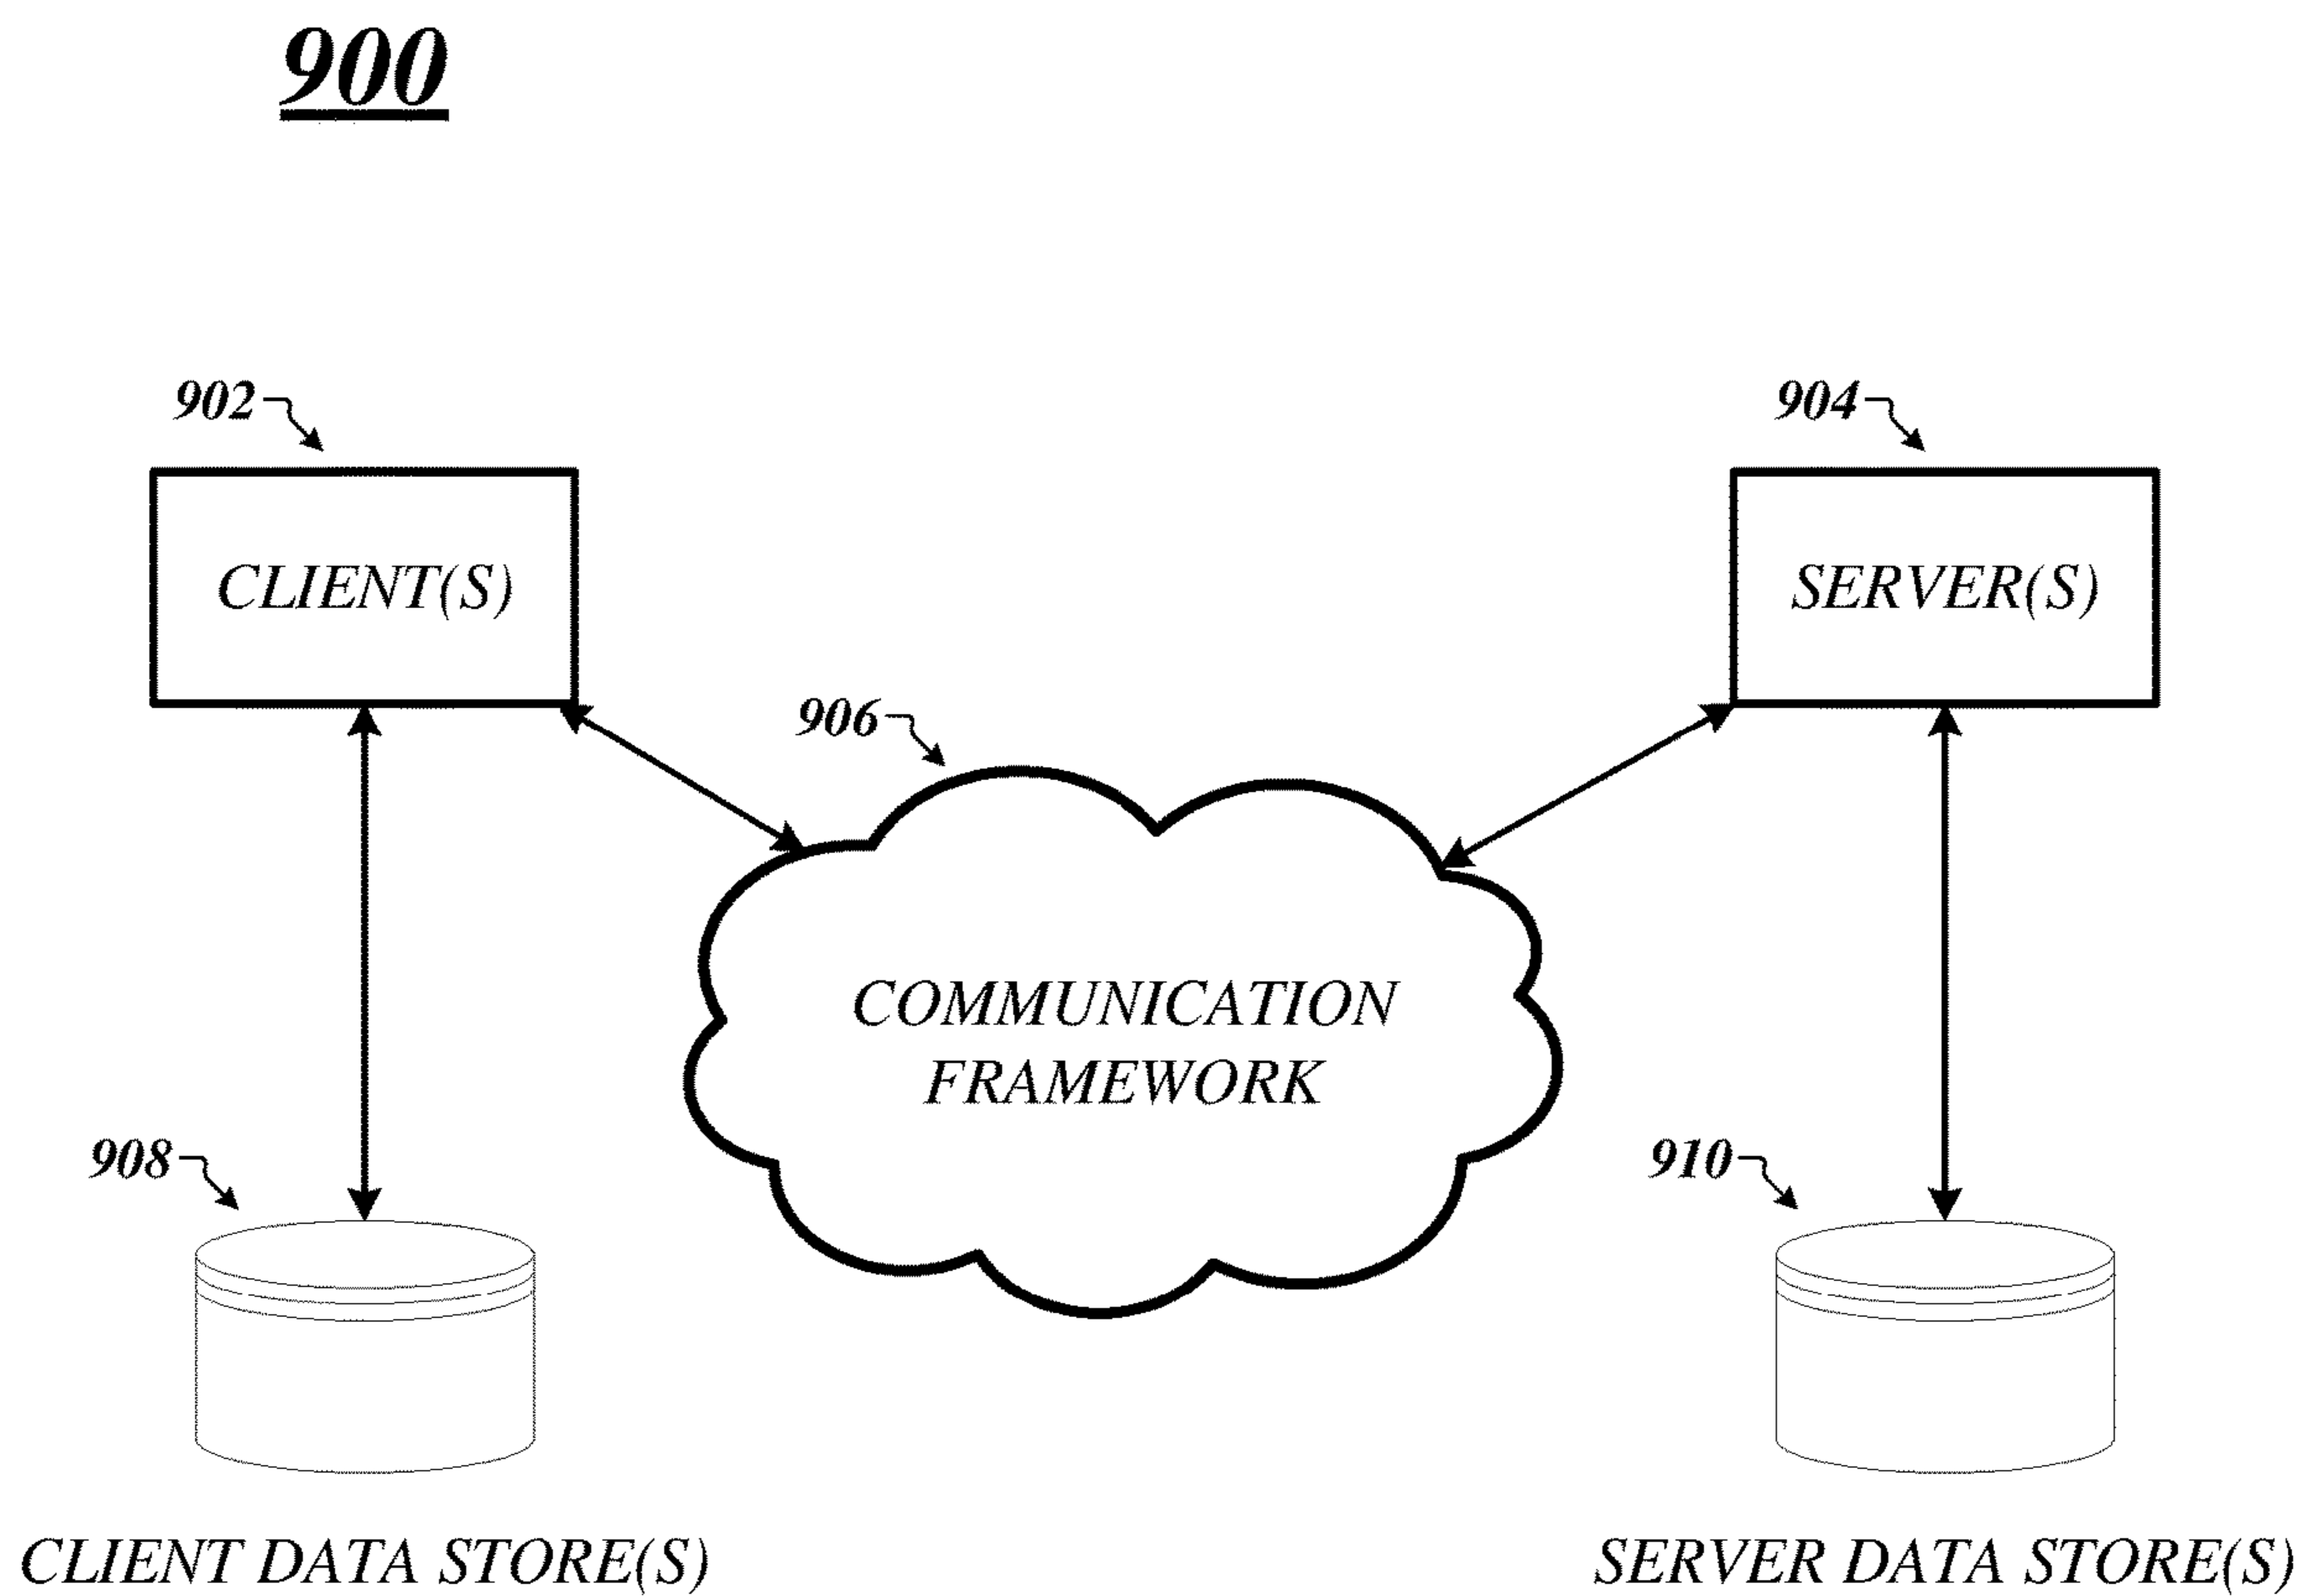 900
902
904
CLIENT(S)
SERVER(S)
906
COMMUNICATION
FRAMEWORK
908
910
CLIENT DATA STORE(S)
SERVER DATA STORE(S)